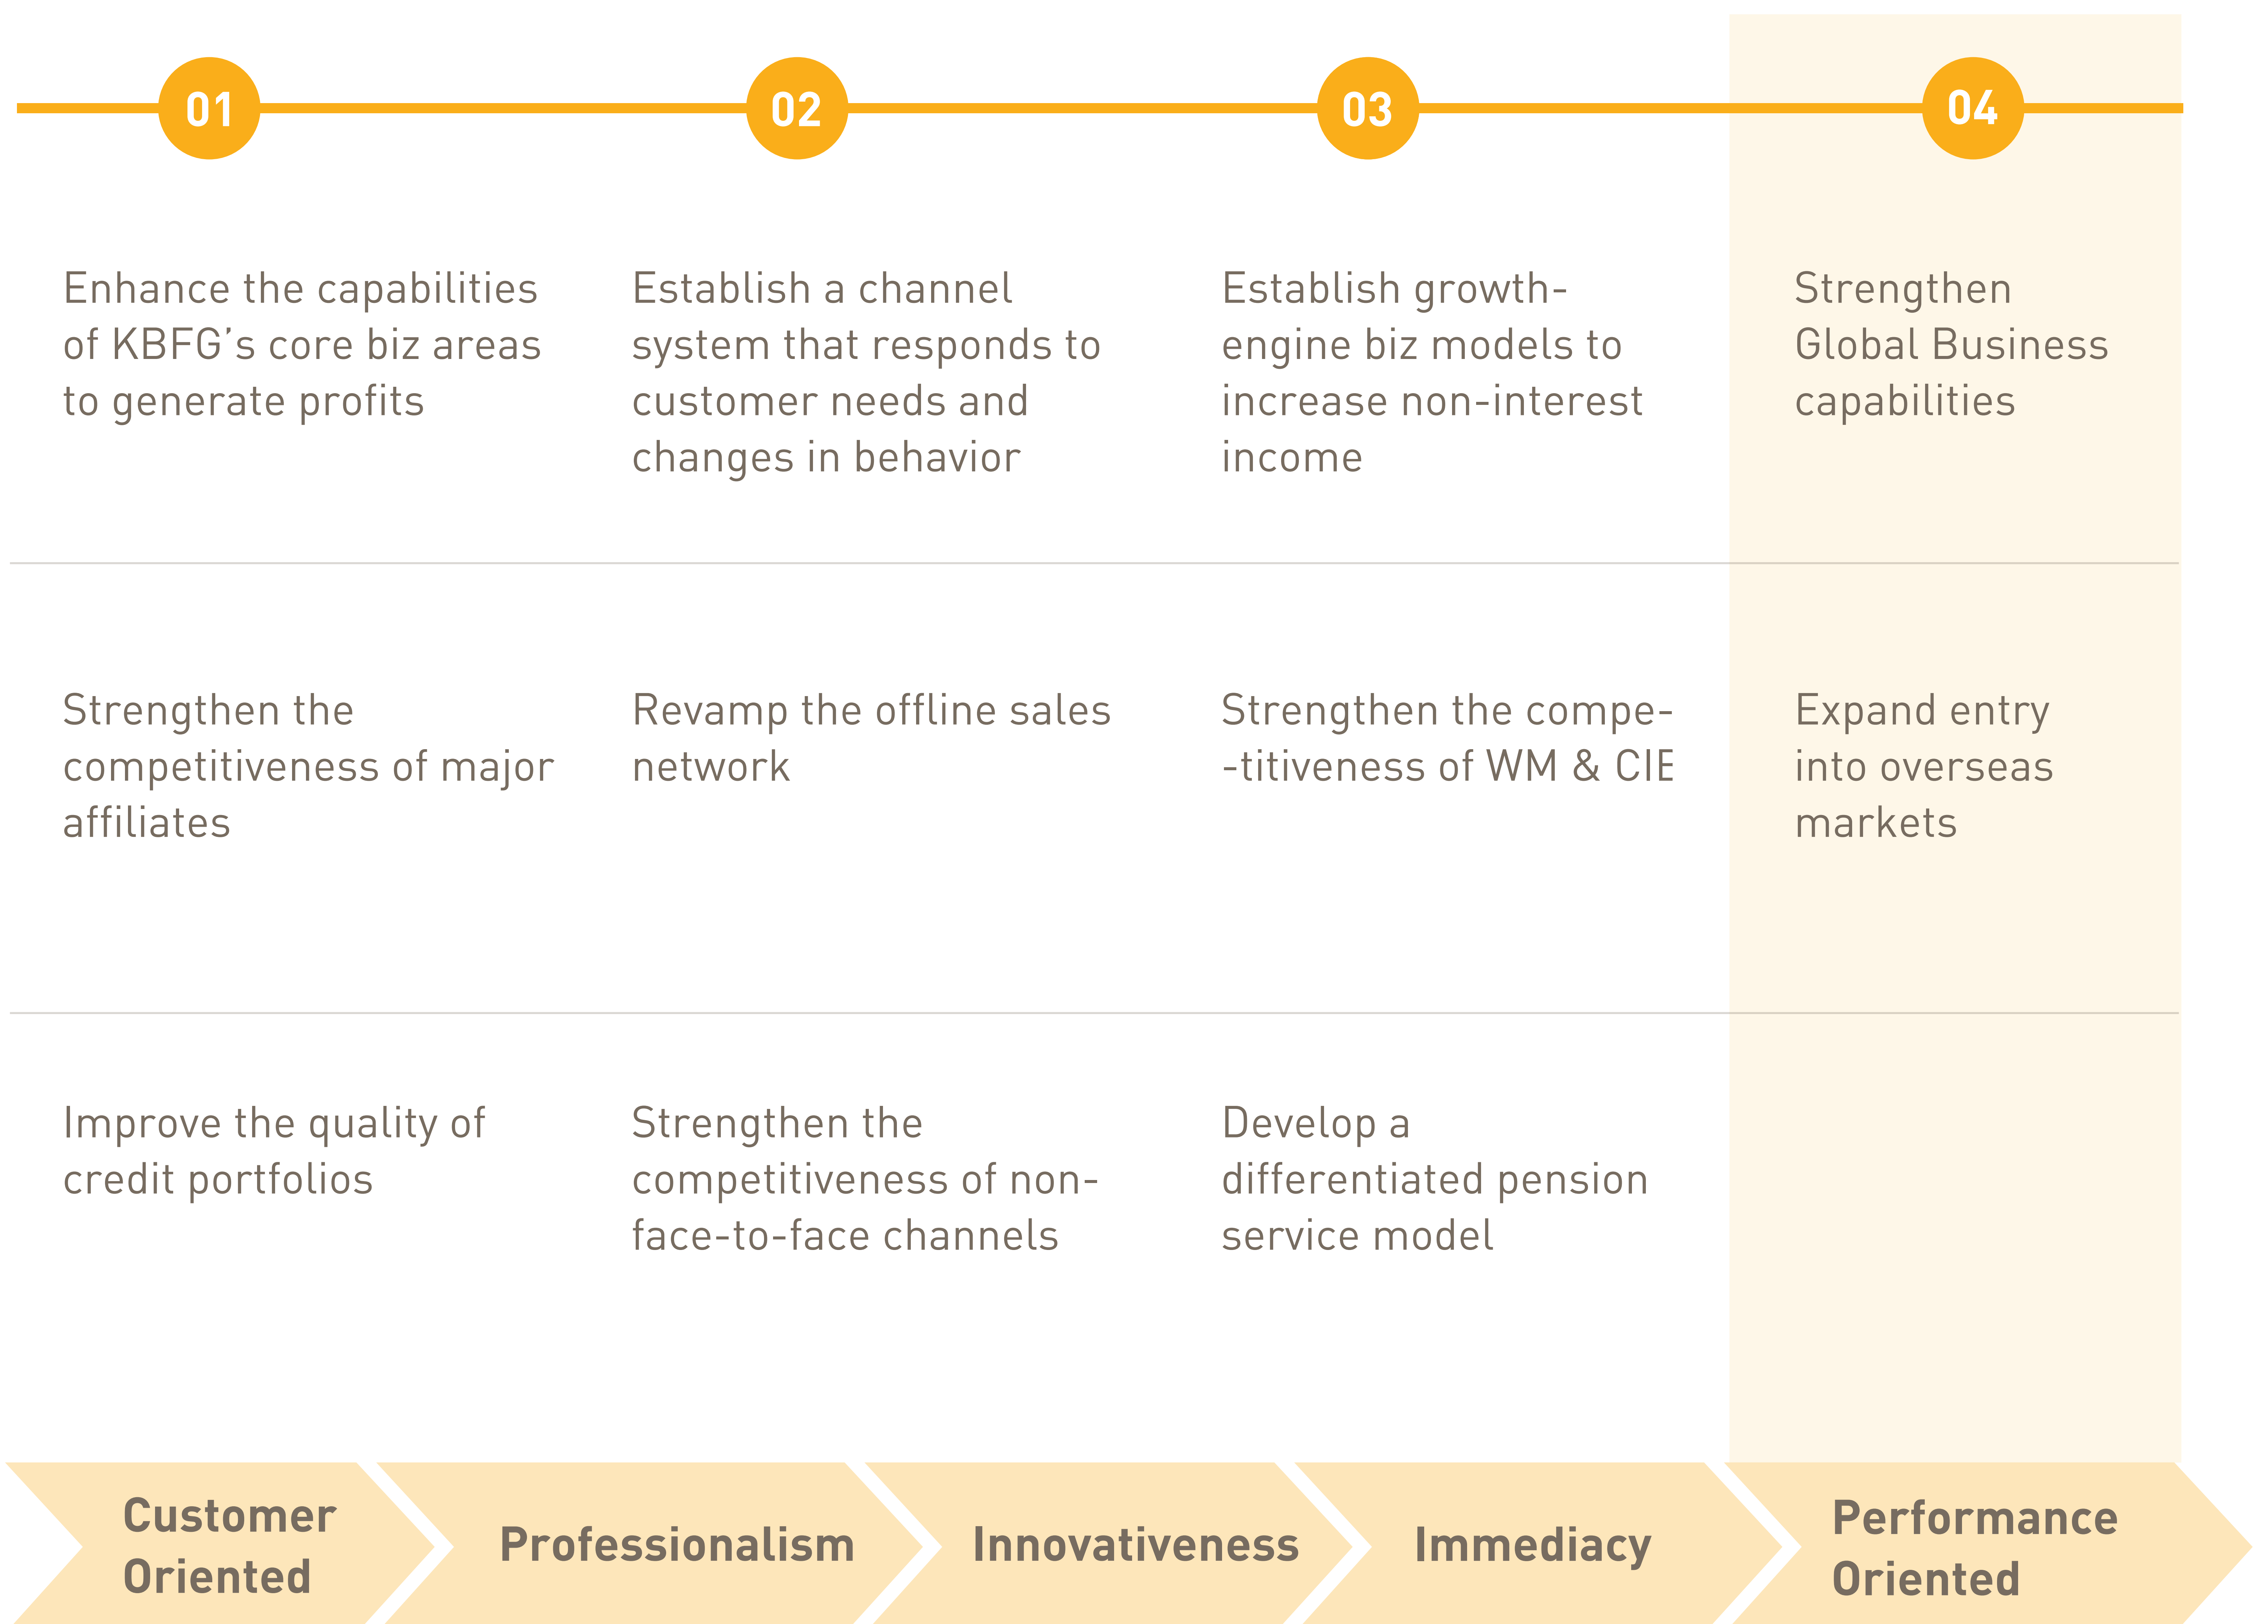 01
02
03
04
Enhance the capabilities
of KBFG’s core biz areas
to generate profits
Establish a channel
system that responds to
customer needs and
changes in behavior
Establish growth-
engine biz models to
increase non-interest
income
Strengthen
Global Business
capabilities
Strengthen the
competitiveness of major
affiliates
Revamp the offline sales
network
Strengthen the compe-
-titiveness of WM & CIE
Expand entry
into overseas
markets
Improve the quality of
credit portfolios
Strengthen the
competitiveness of non-
face-to-face channels
Develop a
differentiated pension
service model
Customer
Oriented
Professionalism
Innovativeness
Immediacy
Performance
Oriented